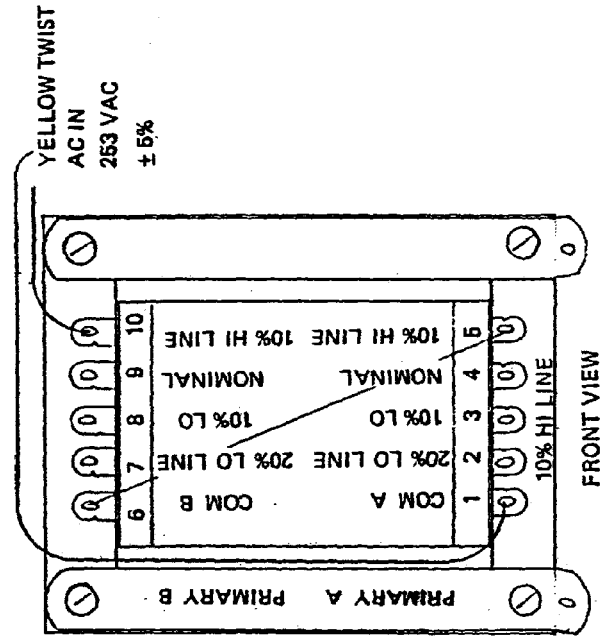 YELLOW TWIST
AC IN
253 VAC
± 5%
10
9
8
7
6
10% HI LINE
NOMINAL
10% LO
20% LO LINE
COM B
10% HI LINE
NOMINAL
10% LO
20% LO LINE
COM A
5
4
3
2
1
PRIMARY B
PRIMARY A
10% HI LINE
FRONT VIEW